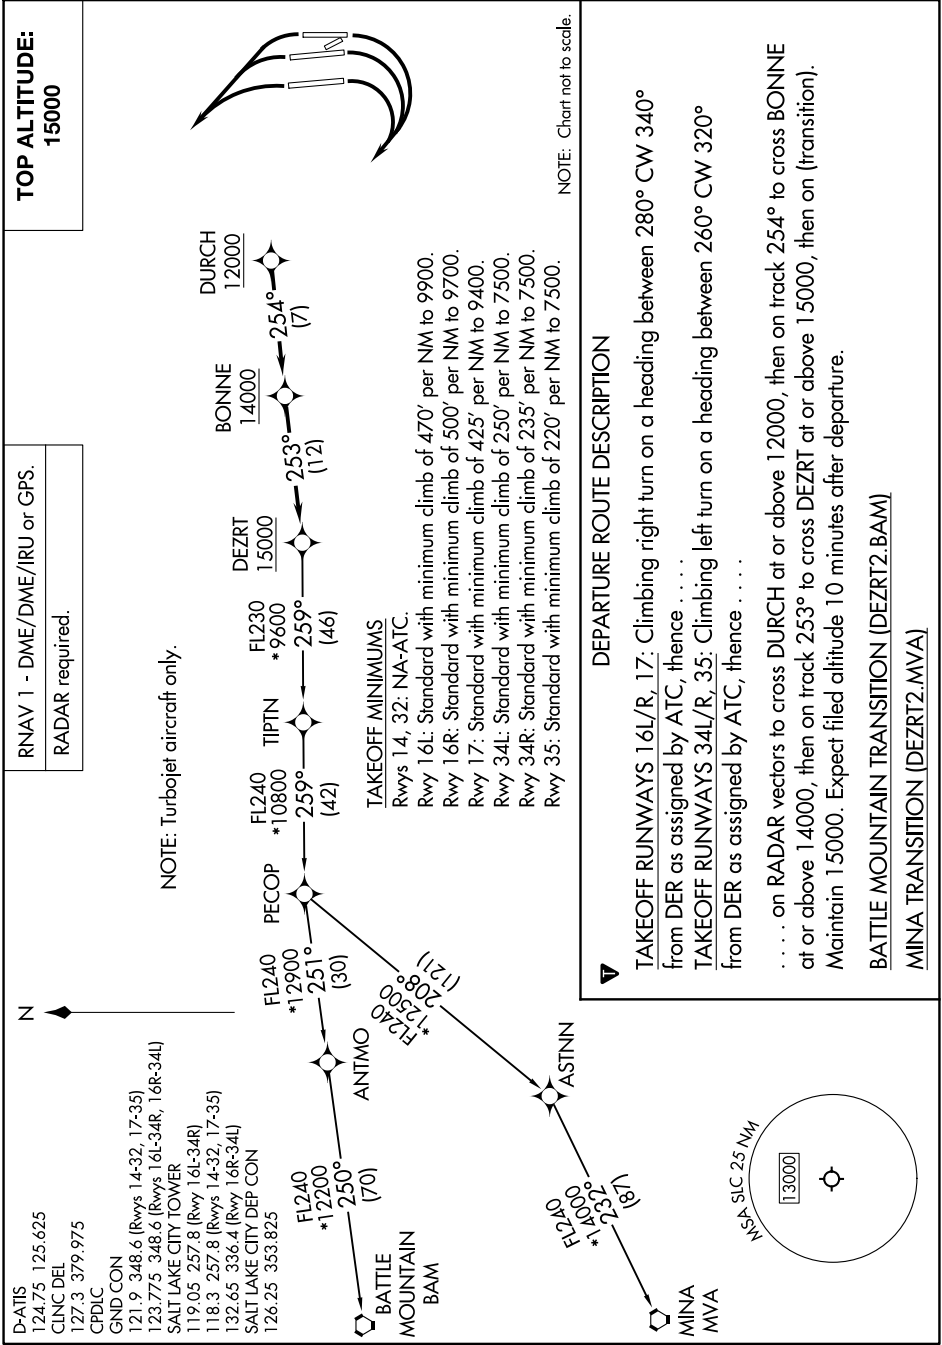 TOP ALTITUDE:
15000
RNAV 1 - DME/DME/IRU or GPS.
RADAR required.
D-ATIS
124.75 125.625
CLNC DEL
127.3 379.975
CPDLC
GND CON
121.9 348.6 (Rwys 14-32, 17-35)
123.775 348.6 (Rwys 16L-34R, 16R-34L)
SALT LAKE CITY TOWER
119.05 257.8 (Rwy 16L-34R)
118.3 257.8 (Rwys 14-32, 17-35)
132.65 336.4 (Rwy 16R-34L)
SALT LAKE CITY DEP CON
126.25 353.825
N
NOTE: Turbojet aircraft only.
DURCH
12000
254°
(7)
BONNE
14000
253°
(12)
DEZRT
15000
FL230
*9600
259°
(46)
TIPTN
FL240
*10800
259°
(42)
PECOP
FL240
*12900
251°
(30)
ANTMO
FL240
*12200
250°
(70)
BATTLE
MOUNTAIN
BAM
FL240
*12500
208°
(121)
ASTNN
FL240
*14000
232°
(87)
MINA
MVA
TAKEOFF MINIMUMS
Rwys 14, 32: NA-ATC.
Rwy 16L: Standard with minimum climb of 470' per NM to 9900.
Rwy 16R: Standard with minimum climb of 500' per NM to 9700.
Rwy 17: Standard with minimum climb of 425' per NM to 9400.
Rwy 34L: Standard with minimum climb of 250' per NM to 7500.
Rwy 34R: Standard with minimum climb of 235' per NM to 7500.
Rwy 35: Standard with minimum climb of 220' per NM to 7500.
NOTE: Chart not to scale.
MSA SLC 25 NM
13000
T
DEPARTURE ROUTE DESCRIPTION
TAKEOFF RUNWAYS 16L/R, 17: Climbing right turn on a heading between 280° CW 340°
from DER as assigned by ATC, thence . . . .
TAKEOFF RUNWAYS 34L/R, 35: Climbing left turn on a heading between 260° CW 320°
from DER as assigned by ATC, thence . . . .
. . . . on RADAR vectors to cross DURCH at or above 12000, then on track 254° to cross BONNE
at or above 14000, then on track 253° to cross DEZRT at or above 15000, then on (transition).
Maintain 15000. Expect filed altitude 10 minutes after departure.
BATTLE MOUNTAIN TRANSITION (DEZRT2.BAM)
MINA TRANSITION (DEZRT2.MVA)